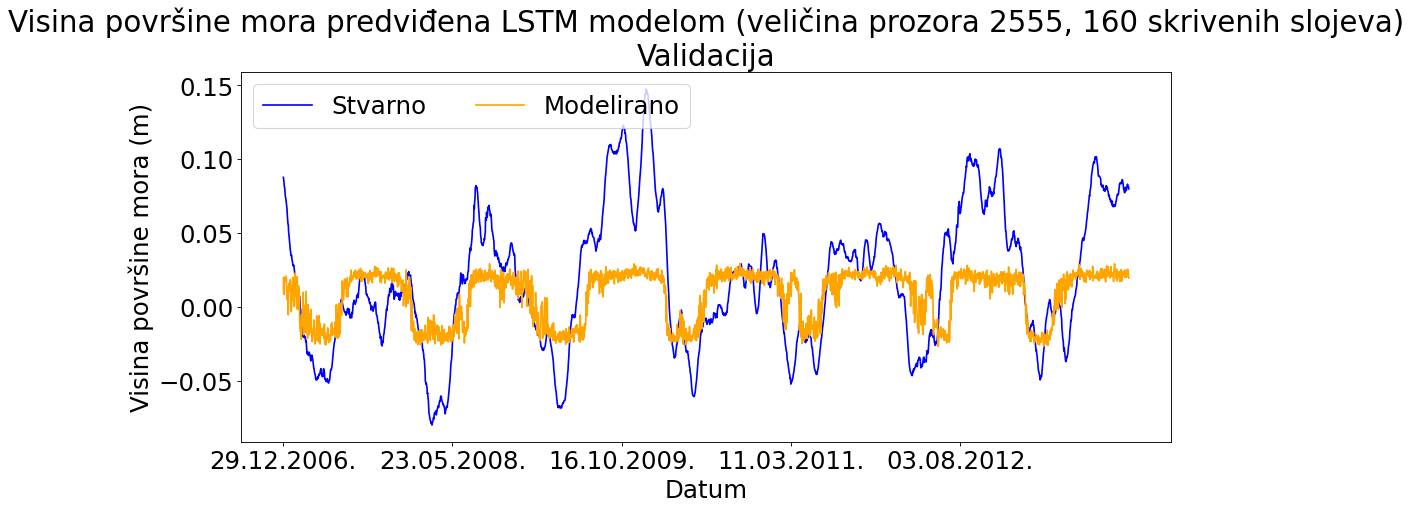 Visina površine mora predviđena LSTM modelom (veličina prozora 2555, 160 skrivenih slojeva)
Validacija
Stvarno Modelirano
Visina površine mora (m)
0.15
0.10
0.05
0.00
−0.05
29.12.2006. 23.05.2008. 16.10.2009. 11.03.2011. 03.08.2012.
Datum